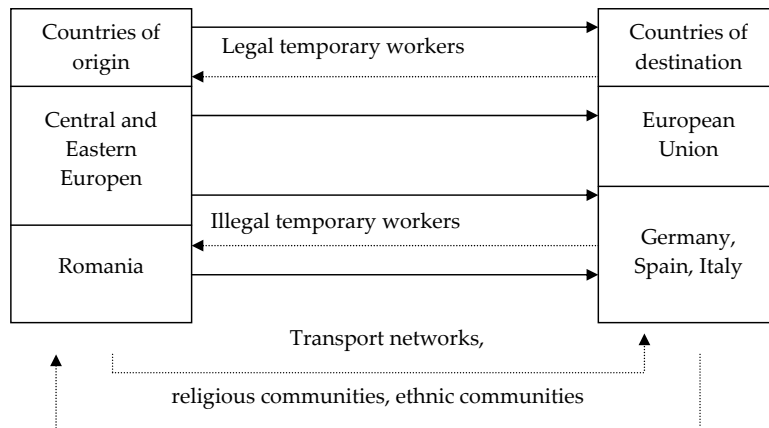 Countries of
origin
Legal temporary workers
Countries of
destination
Central and
Eastern
Europen
European
Union
Illegal temporary workers
Romania
Germany,
Spain, Italy
Transport networks,
religious communities, ethnic communities